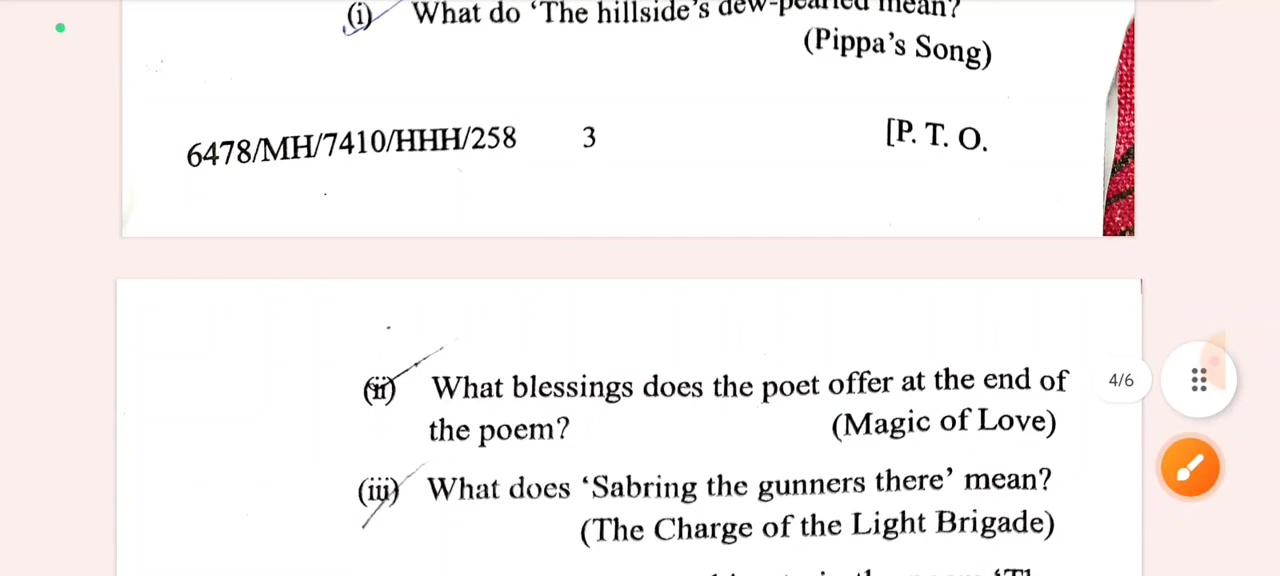 (i) What do 'The hillside's dew-pearled mean?
(Pippa's Song)
6478/MH/7410/HHH/258 3 [P. T. O.
(ii) What blessings does the poet offer at the end of
the poem? (Magic of Love)
4/6
(iii) What does 'Sabring the gunners there' mean?
(The Charge of the Light Brigade)